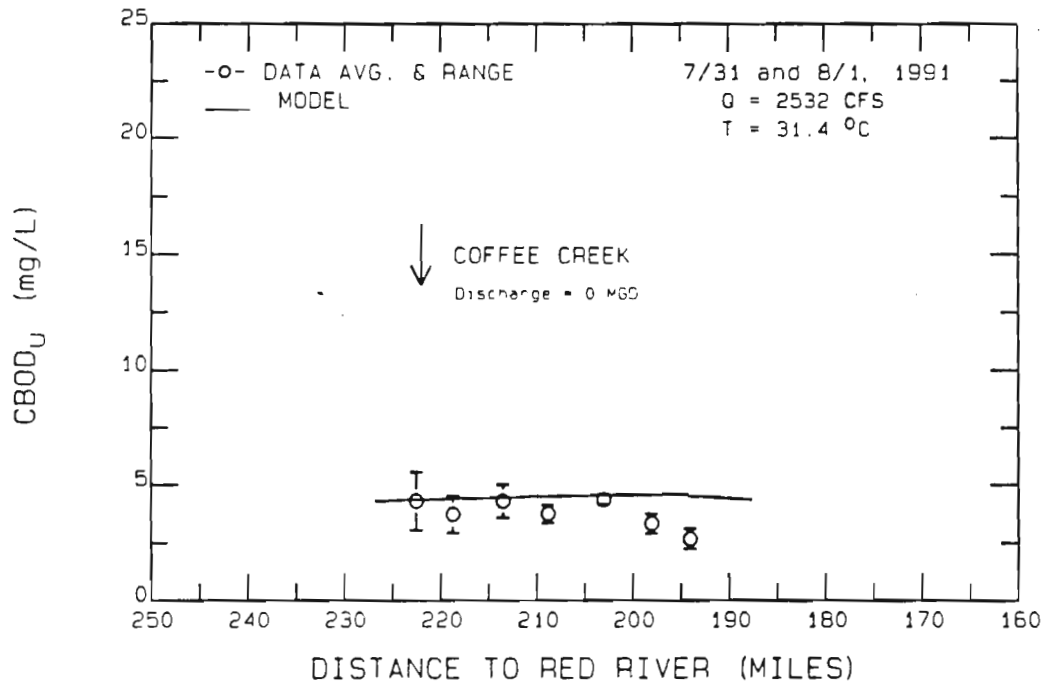 25
20
15
10
5
0
CBOD_U (mg/L)
-o- DATA AVG. & RANGE
MODEL
7/31 and 8/1, 1991
Q = 2532 CFS
T = 31.4 °C
COFFEE CREEK
Discharge = 0 MGD
250 240 230 220 210 200 190 180 170 160
DISTANCE TO RED RIVER (MILES)